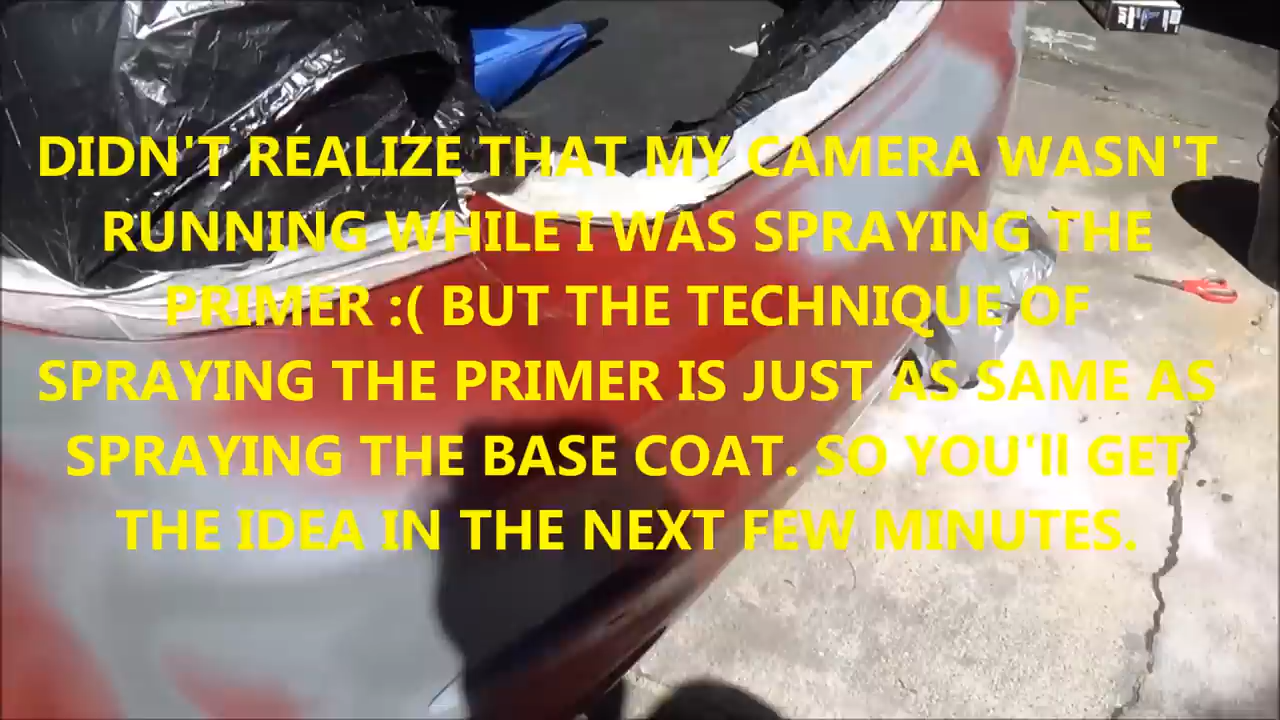 DIDN'T REALIZE THAT MY CAMERA WASN'T
RUNNING WHILE I WAS SPRAYING THE
PRIMER :( BUT THE TECHNIQUE OF
SPRAYING THE PRIMER IS JUST AS SAME AS
SPRAYING THE BASE COAT. SO YOU'll GET
THE IDEA IN THE NEXT FEW MINUTES.